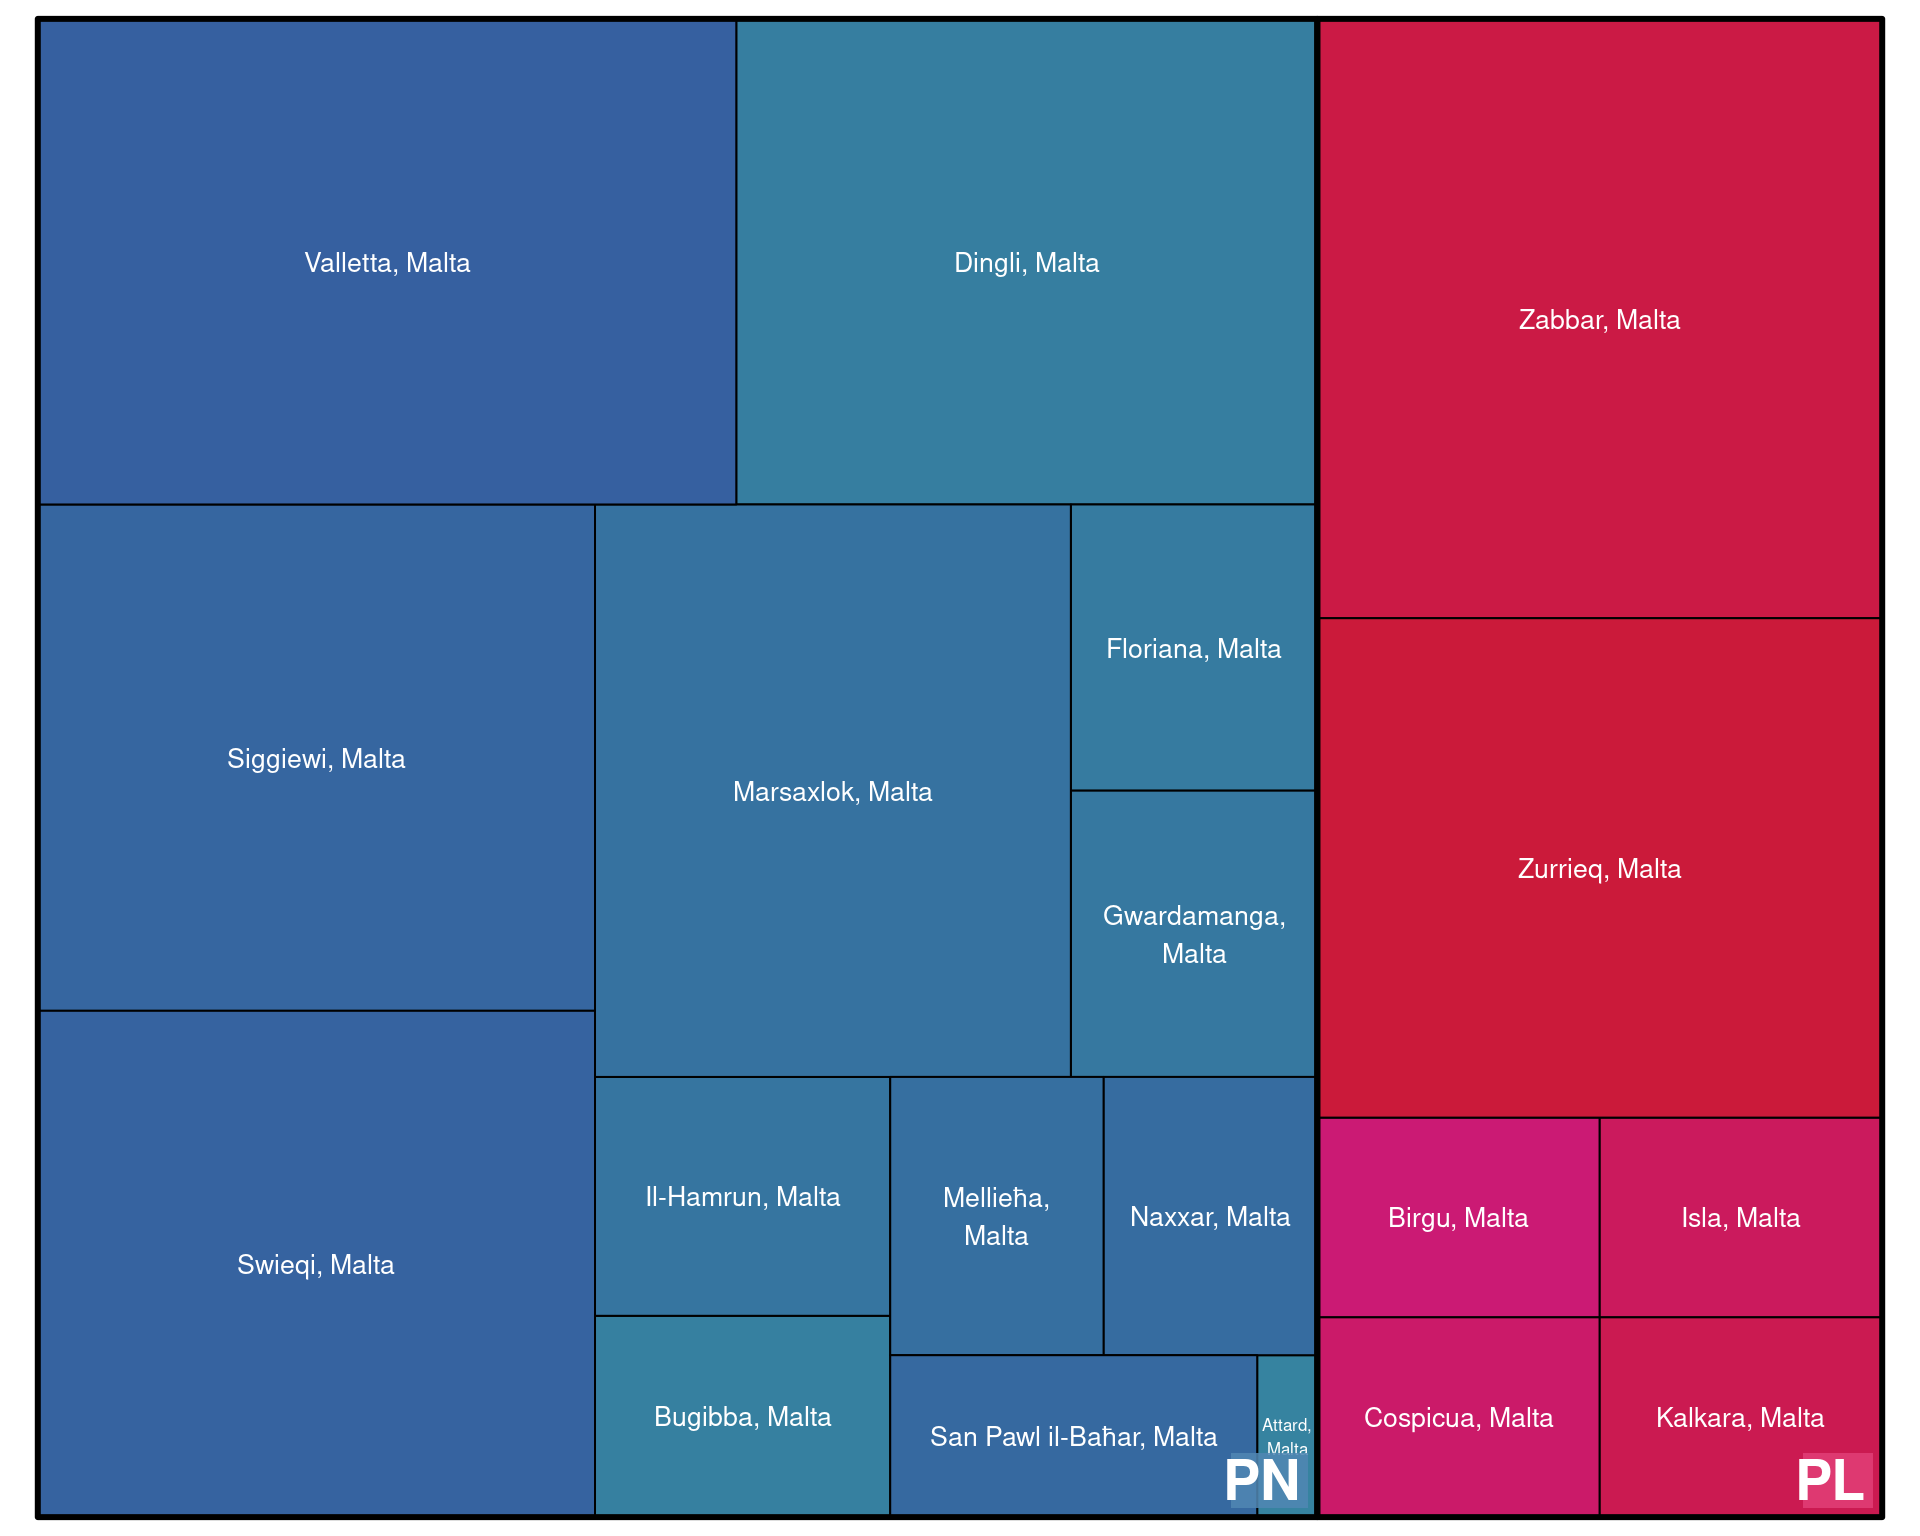 Valletta, Malta
Dingli, Malta
Zabbar, Malta
Siggiewi, Malta
Marsaxlok, Malta
Floriana, Malta
Gwardamanga,
Malta
Zurrieq, Malta
Swieqi, Malta
Il-Hamrun, Malta
Mellieħa,
Malta
Naxxar, Malta
Birgu, Malta
Isla, Malta
Bugibba, Malta
San Pawl il-Baħar, Malta
Attard,
Malta
Cospicua, Malta
Kalkara, Malta
PN
PL